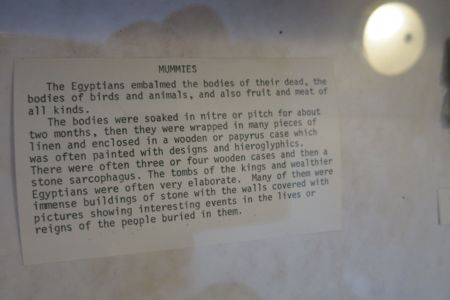 MUMMIES
The Egyptians embalmed the bodies of their dead, the
bodies of birds and animals, and also fruit and meat of
all kinds.
The bodies were soaked in nitre or pitch for about
two months, then they were wrapped in many pieces of
linen and enclosed in a wooden or papyrus case which
was often painted with designs and hieroglyphics.
There were often three or four wooden cases and then a
stone sarcophagus. The tombs of the kings and wealthier
Egyptians were often very elaborate. Many of them were
immense buildings of stone with the walls covered with
pictures showing interesting events in the lives or
reigns of the people buried in them.